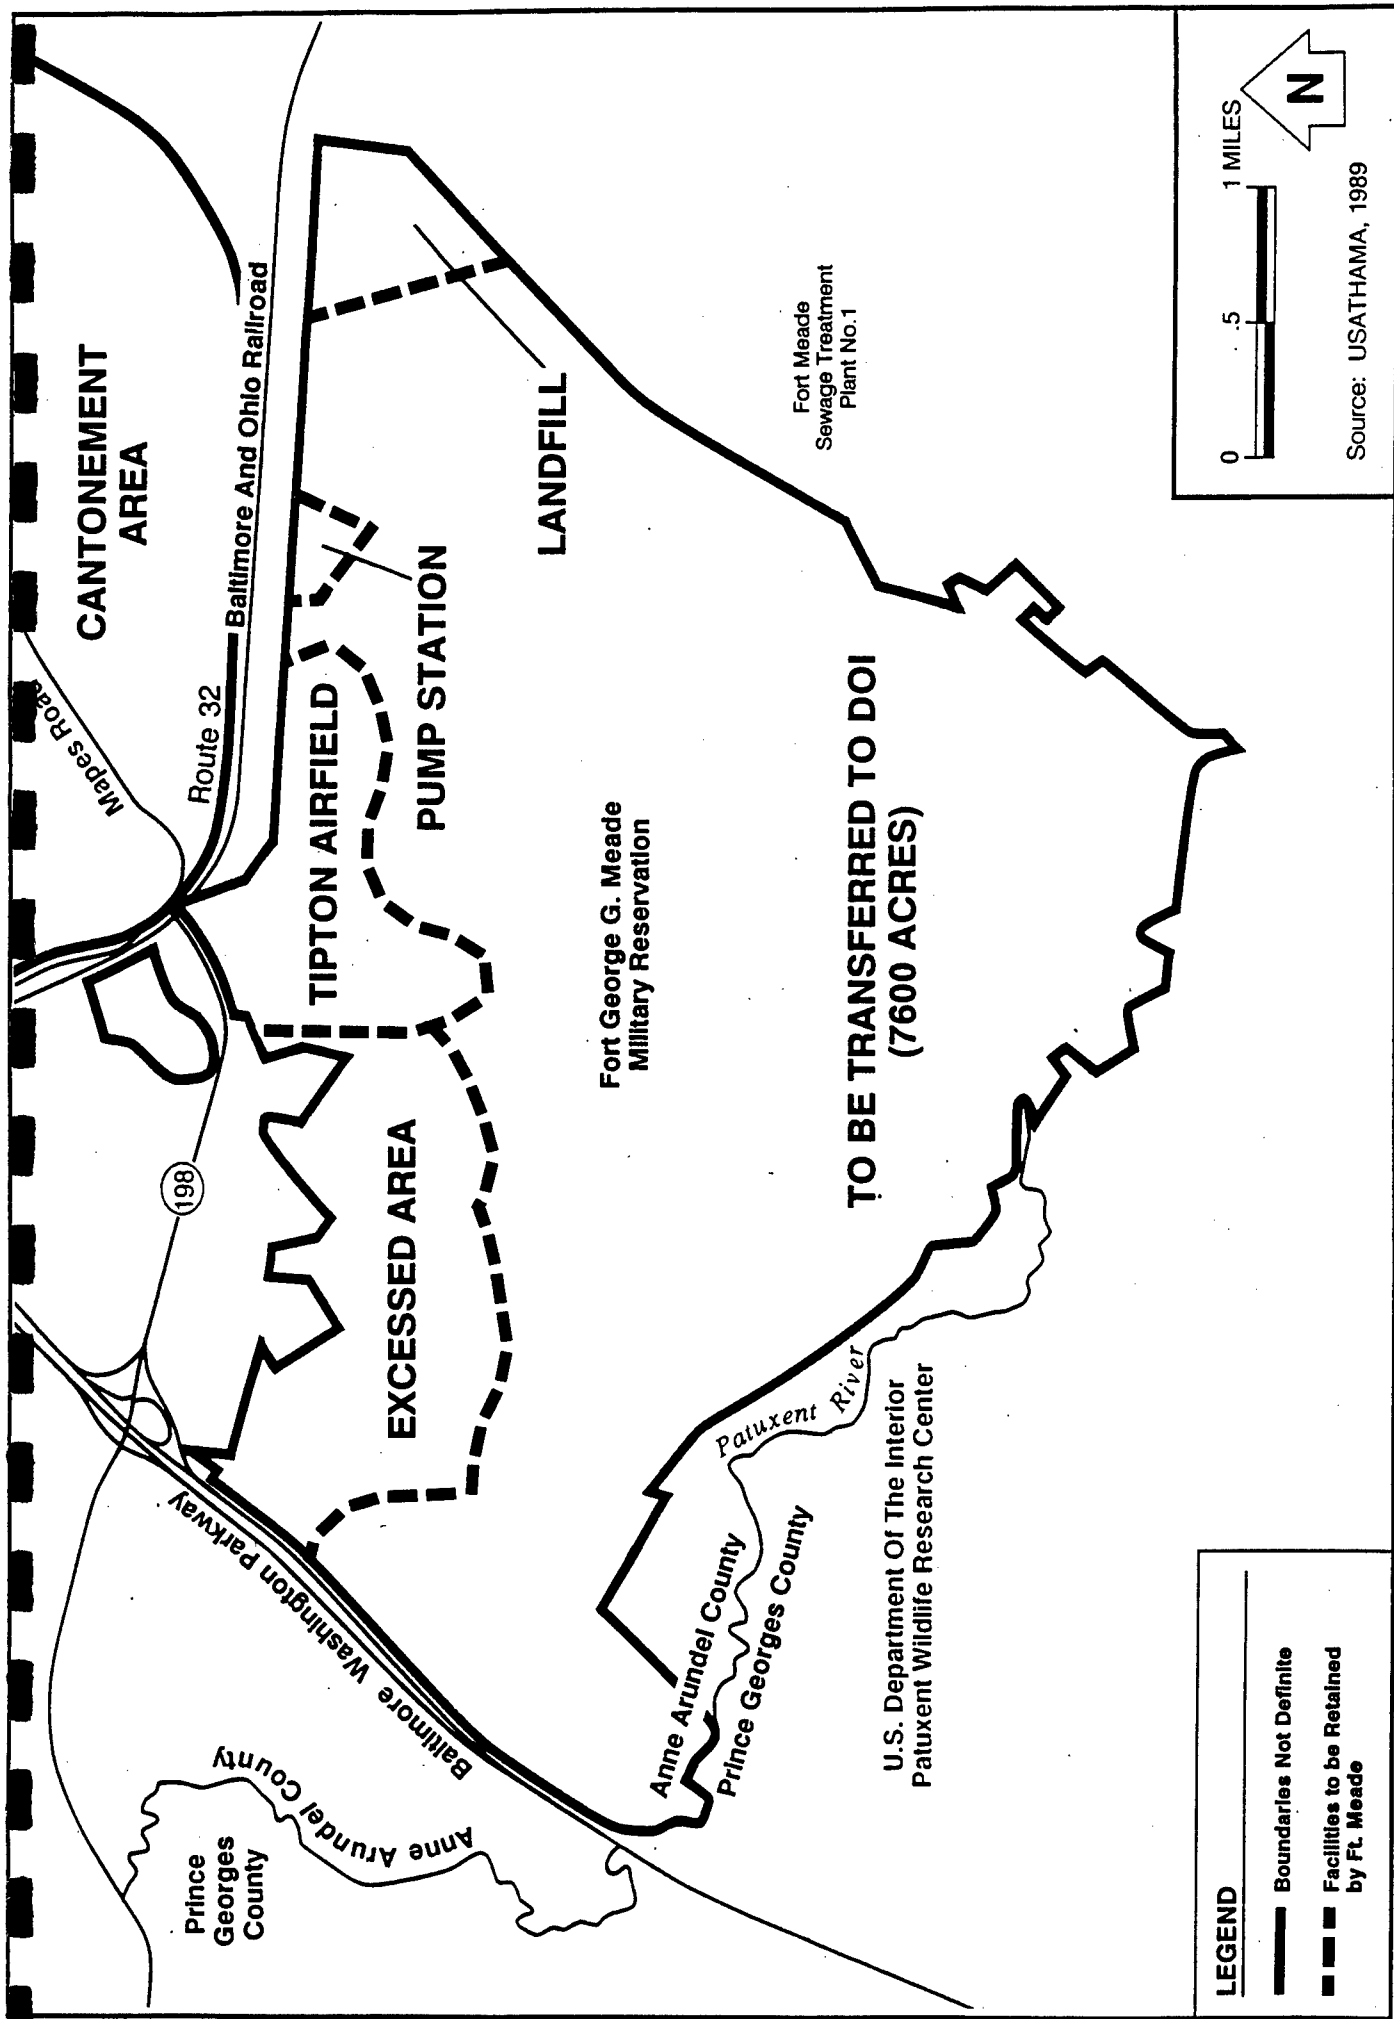 CANTONEMENT
AREA
Mapes Road
Route 32
Baltimore And Ohio Railroad
198
TIPTON AIRFIELD
PUMP STATION
LANDFILL
EXCESSED AREA
Baltimore Washington Parkway
Prince
Georges
County
Anne Arundel County
Fort George G. Meade
Military Reservation
Fort Meade
Sewage Treatment
Plant No.1
TO BE TRANSFERRED TO DOI
(7600 ACRES)
Patuxent River
Anne Arundel County
Prince Georges County
U.S. Department Of The Interior
Patuxent Wildlife Research Center
LEGEND
Boundaries Not Definite
Facilities to be Retained
by Ft. Meade
0 .5 1 MILES
N
Source: USATHAMA, 1989